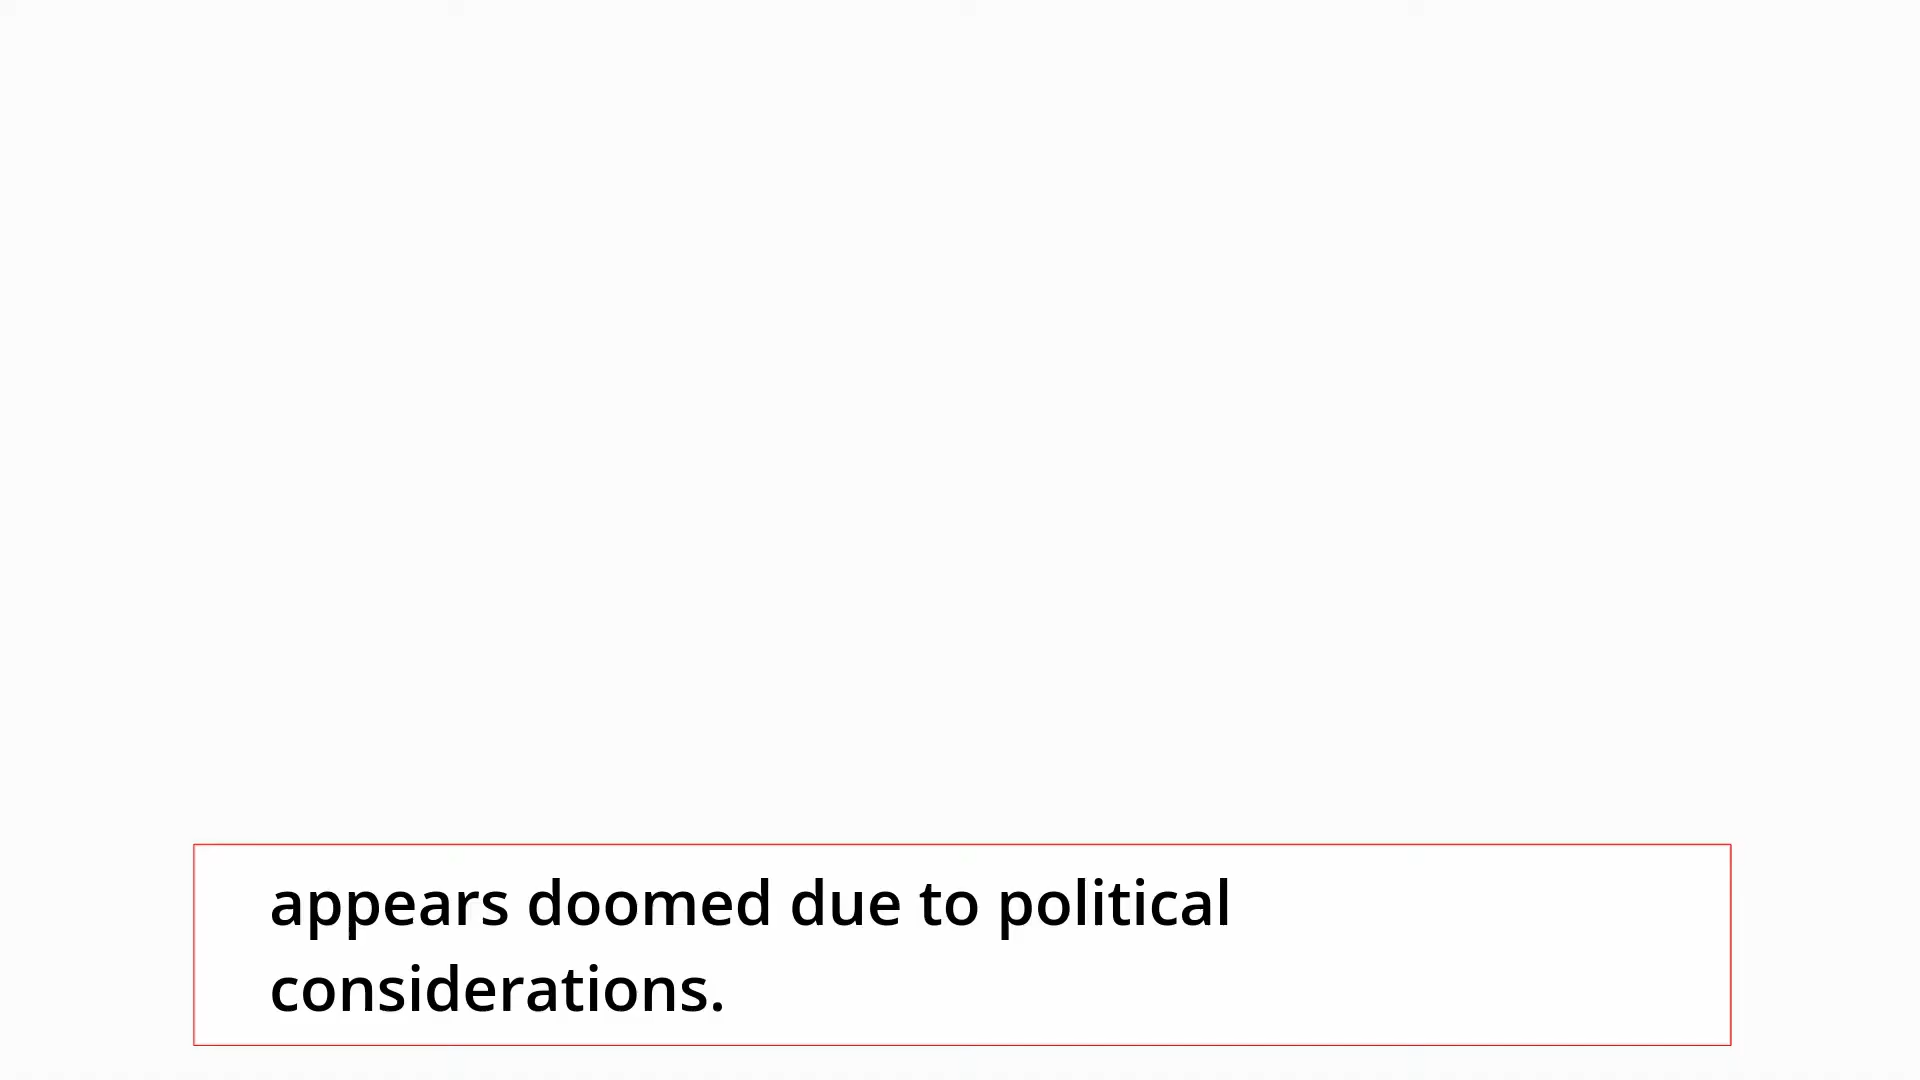 appears doomed due to political
considerations.